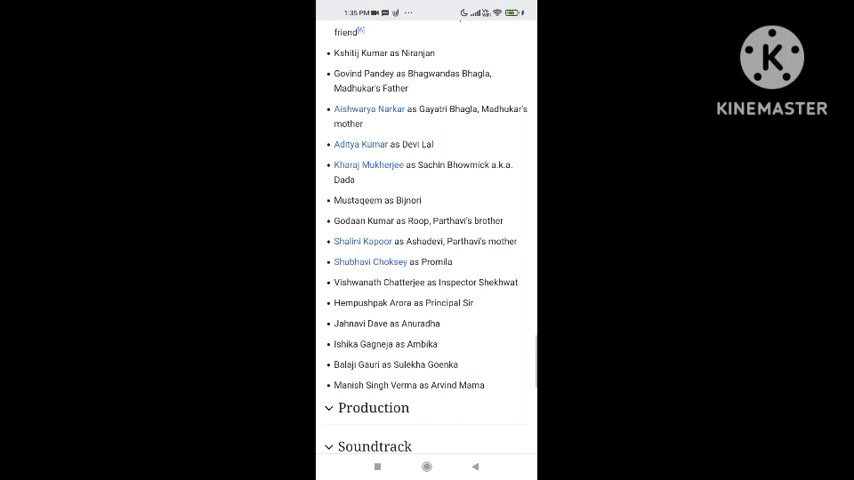 1:35 PM
friend[6]
Kshitij Kumar as Niranjan
Govind Pandey as Bhagwandas Bhagla,
Madhukar's Father
Aishwarya Narkar as Gayatri Bhagla, Madhukar's
mother
Aditya Kumar as Devi Lal
Kharaj Mukherjee as Sachin Bhowmick a.k.a.
Dada
Mustaqeem as Bijnori
Godaan Kumar as Roop, Parthavi's brother
Shalini Kapoor as Ashadevi, Parthavi's mother
Shubhavi Choksey as Promila
Vishwanath Chatterjee as Inspector Shekhwat
Hempushpak Arora as Principal Sir
Jahnavi Dave as Anuradha
Ishika Gagneja as Ambika
Balaji Gauri as Sulekha Goenka
Manish Singh Verma as Arvind Mama
Production
Soundtrack
K
KINEMASTER